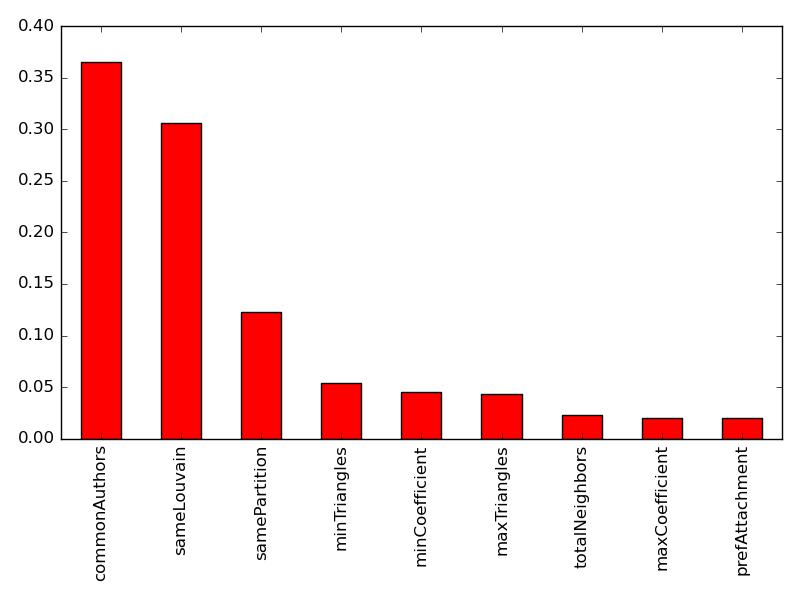 0.40
0.35
0.30
0.25
0.20
0.15
0.10
0.05
0.00
commonAuthors
sameLouvain
samePartition
minTriangles
minCoefficient
maxTriangles
totalNeighbors
maxCoefficient
prefAttachment